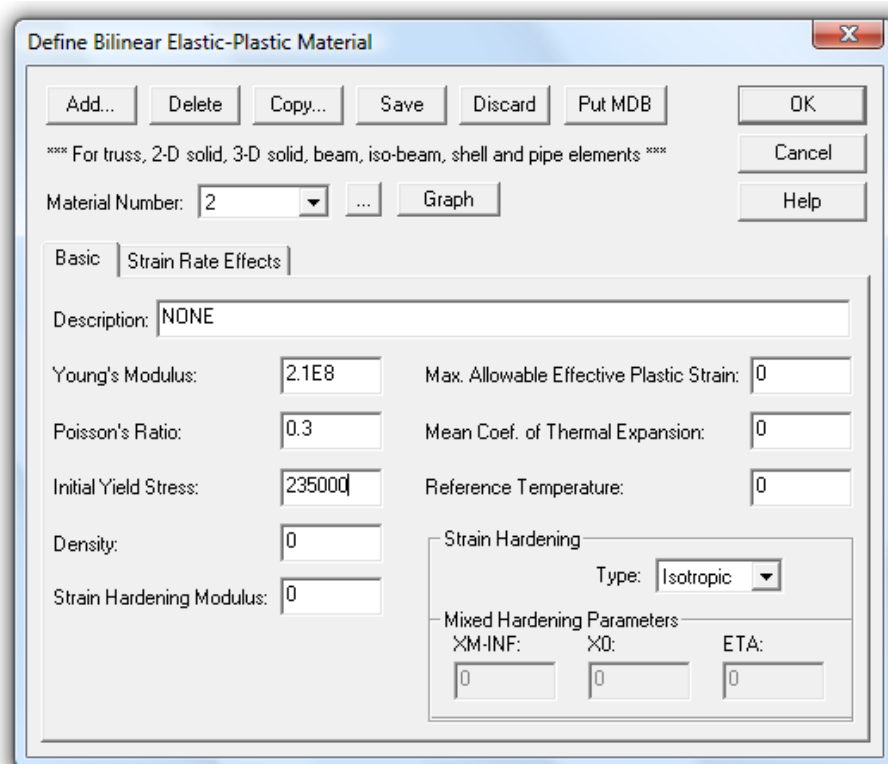 Define Bilinear Elastic-Plastic Material
Add... Delete Copy... Save Discard Put MDB OK
*** For truss, 2-D solid, 3-D solid, beam, iso-beam, shell and pipe elements *** Cancel
Material Number: 2 ... Graph Help
Basic Strain Rate Effects
Description: NONE
Young's Modulus: 2.1E8 Max. Allowable Effective Plastic Strain: 0
Poisson's Ratio: 0.3 Mean Coef. of Thermal Expansion: 0
Initial Yield Stress: 235000 Reference Temperature: 0
Density: 0 Strain Hardening
Type: Isotropic
Strain Hardening Modulus: 0
Mixed Hardening Parameters
XM-INF: X0: ETA:
0 0 0